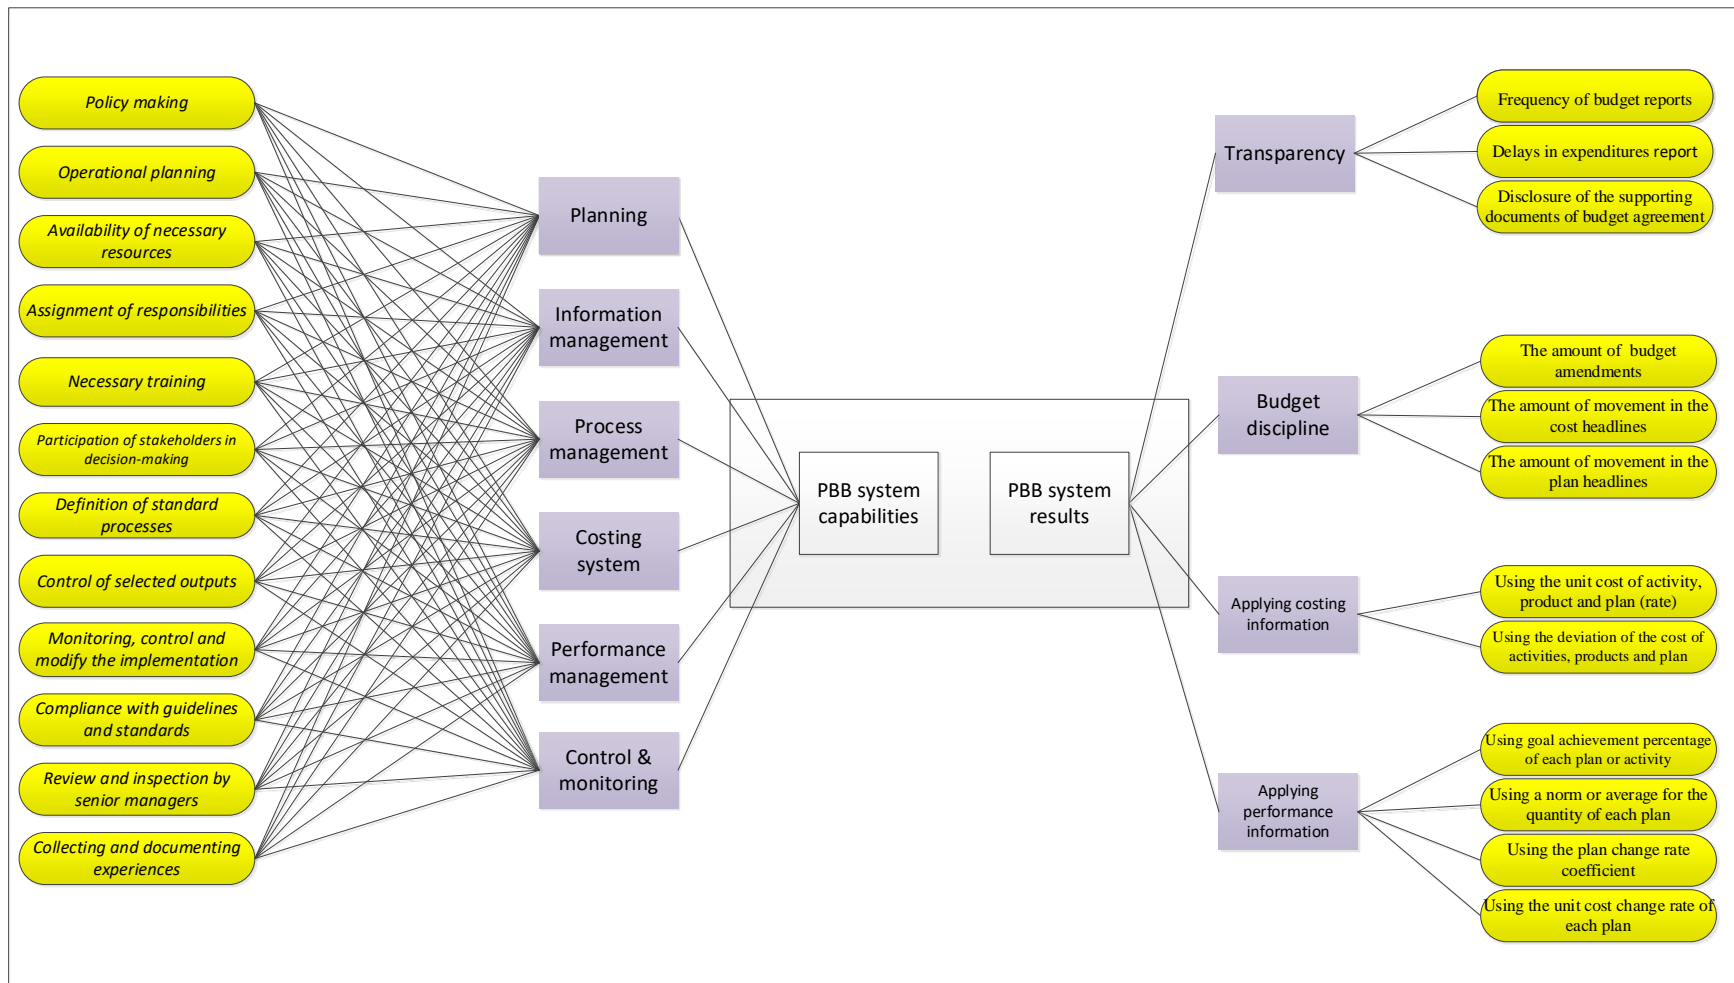 Policy making
Operational planning
Availability of necessary
resources
Assignment of responsibilities
Necessary training
Participation of stakeholders in
decision-making
Definition of standard
processes
Control of selected outputs
Monitoring, control and
modify the implementation
Compliance with guidelines
and standards
Review and inspection by
senior managers
Collecting and documenting
experiences
Planning
Information
management
Process
management
Costing
system
Performance
management
Control &
monitoring
PBB system
capabilities
PBB system
results
Transparency
Budget
discipline
Applying costing
information
Applying
performance
information
Frequency of budget reports
Delays in expenditures report
Disclosure of the supporting
documents of budget agreement
The amount of  budget
amendments
The amount of movement in the
cost headlines
The amount of movement in the
plan headlines
Using the unit cost of activity,
product and plan (rate)
Using the deviation of the cost of
activities, products and plan
Using goal achievement percentage
of each plan or activity
Using a norm or average for the
quantity of each plan
Using the plan change rate
coefficient
Using the unit cost change rate of
each plan